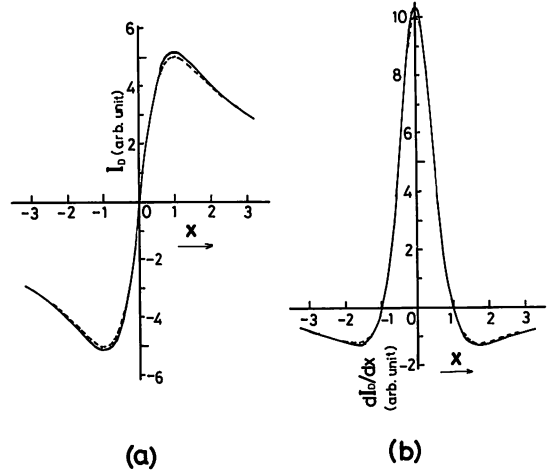 6
4
2
-2
-4
-6
I_D (arb. unit)
-3 -2 -1 0 1 2 3
X
(a)
10
8
6
4
2
-2
-3 -2 -1 0 1 2 3
X
dI_D/dx
(arb. unit)
(b)